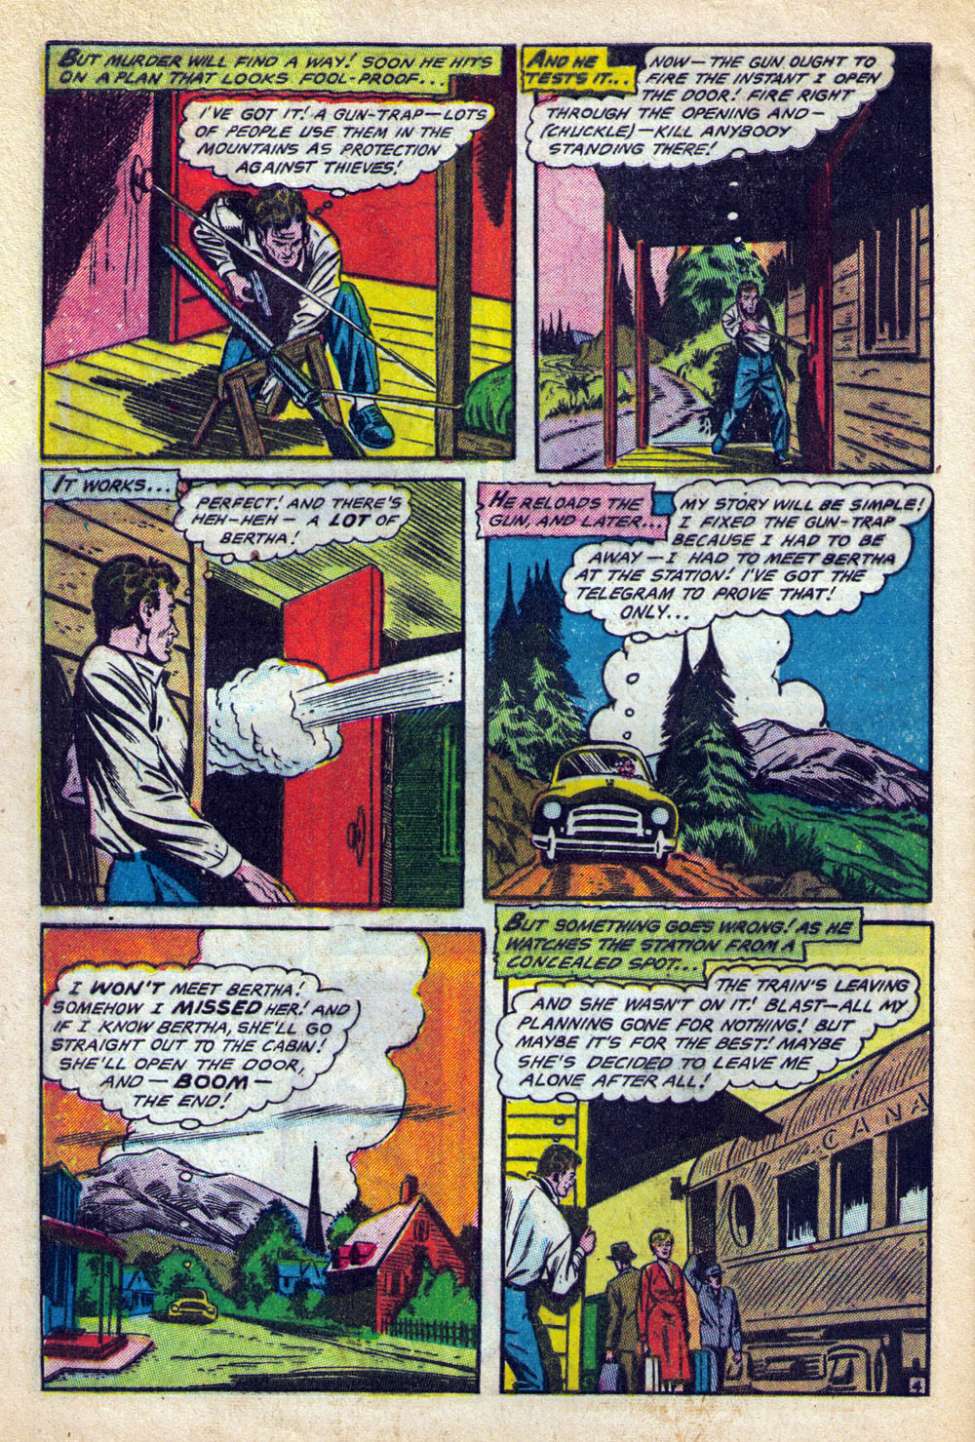 BUT MURDER WILL FIND A WAY! SOON HE HITS
ON A PLAN THAT LOOKS FOOL-PROOF...
I'VE GOT IT! A GUN-TRAP—LOTS
OF PEOPLE USE THEM IN THE
MOUNTAINS AS PROTECTION
AGAINST THIEVES!
AND HE
TESTS IT...
NOW—THE GUN OUGHT TO
FIRE THE INSTANT I OPEN
THE DOOR! FIRE RIGHT
THROUGH THE OPENING AND—
(CHUCKLE)—KILL ANYBODY
STANDING THERE!
IT WORKS...
PERFECT! AND THERE'S
HEH-HEH— A LOT OF
BERTHA!
HE RELOADS THE
GUN, AND LATER...
MY STORY WILL BE SIMPLE!
I FIXED THE GUN-TRAP
BECAUSE I HAD TO BE
AWAY—I HAD TO MEET BERTHA
AT THE STATION! I'VE GOT THE
TELEGRAM TO PROVE THAT!
ONLY...
I WON'T MEET BERTHA!
SOMEHOW I MISSED HER! AND
IF I KNOW BERTHA, SHE'LL GO
STRAIGHT OUT TO THE CABIN!
SHE'LL OPEN THE DOOR,
AND—BOOM—
THE END!
BUT SOMETHING GOES WRONG! AS HE
WATCHES THE STATION FROM A
CONCEALED SPOT...
THE TRAIN'S LEAVING
AND SHE WASN'T ON IT! BLAST—ALL MY
PLANNING GONE FOR NOTHING! BUT
MAYBE IT'S FOR THE BEST! MAYBE
SHE'S DECIDED TO LEAVE ME
ALONE AFTER ALL!
CANA
4